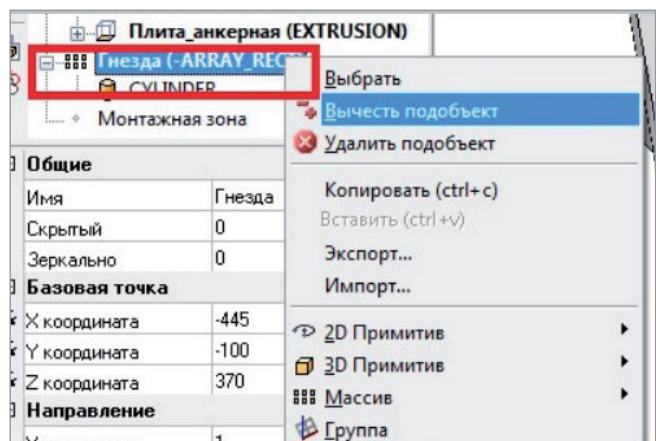 Плита_анкерная (EXTRUSION)
Гнезда (-ARRAY_REC
CYLINDER
Монтажная зона
Общие
Имя Гнезда
Скрытый 0
Зеркально 0
Базовая точка
X координата -445
Y координата -100
Z координата 370
Направление
1
Выбрать
Вычесть подобъект
Удалить подобъект
Копировать (ctrl+c)
Вставить (ctrl+v)
Экспорт...
Импорт...
2D Примитив
3D Примитив
Массив
Группа